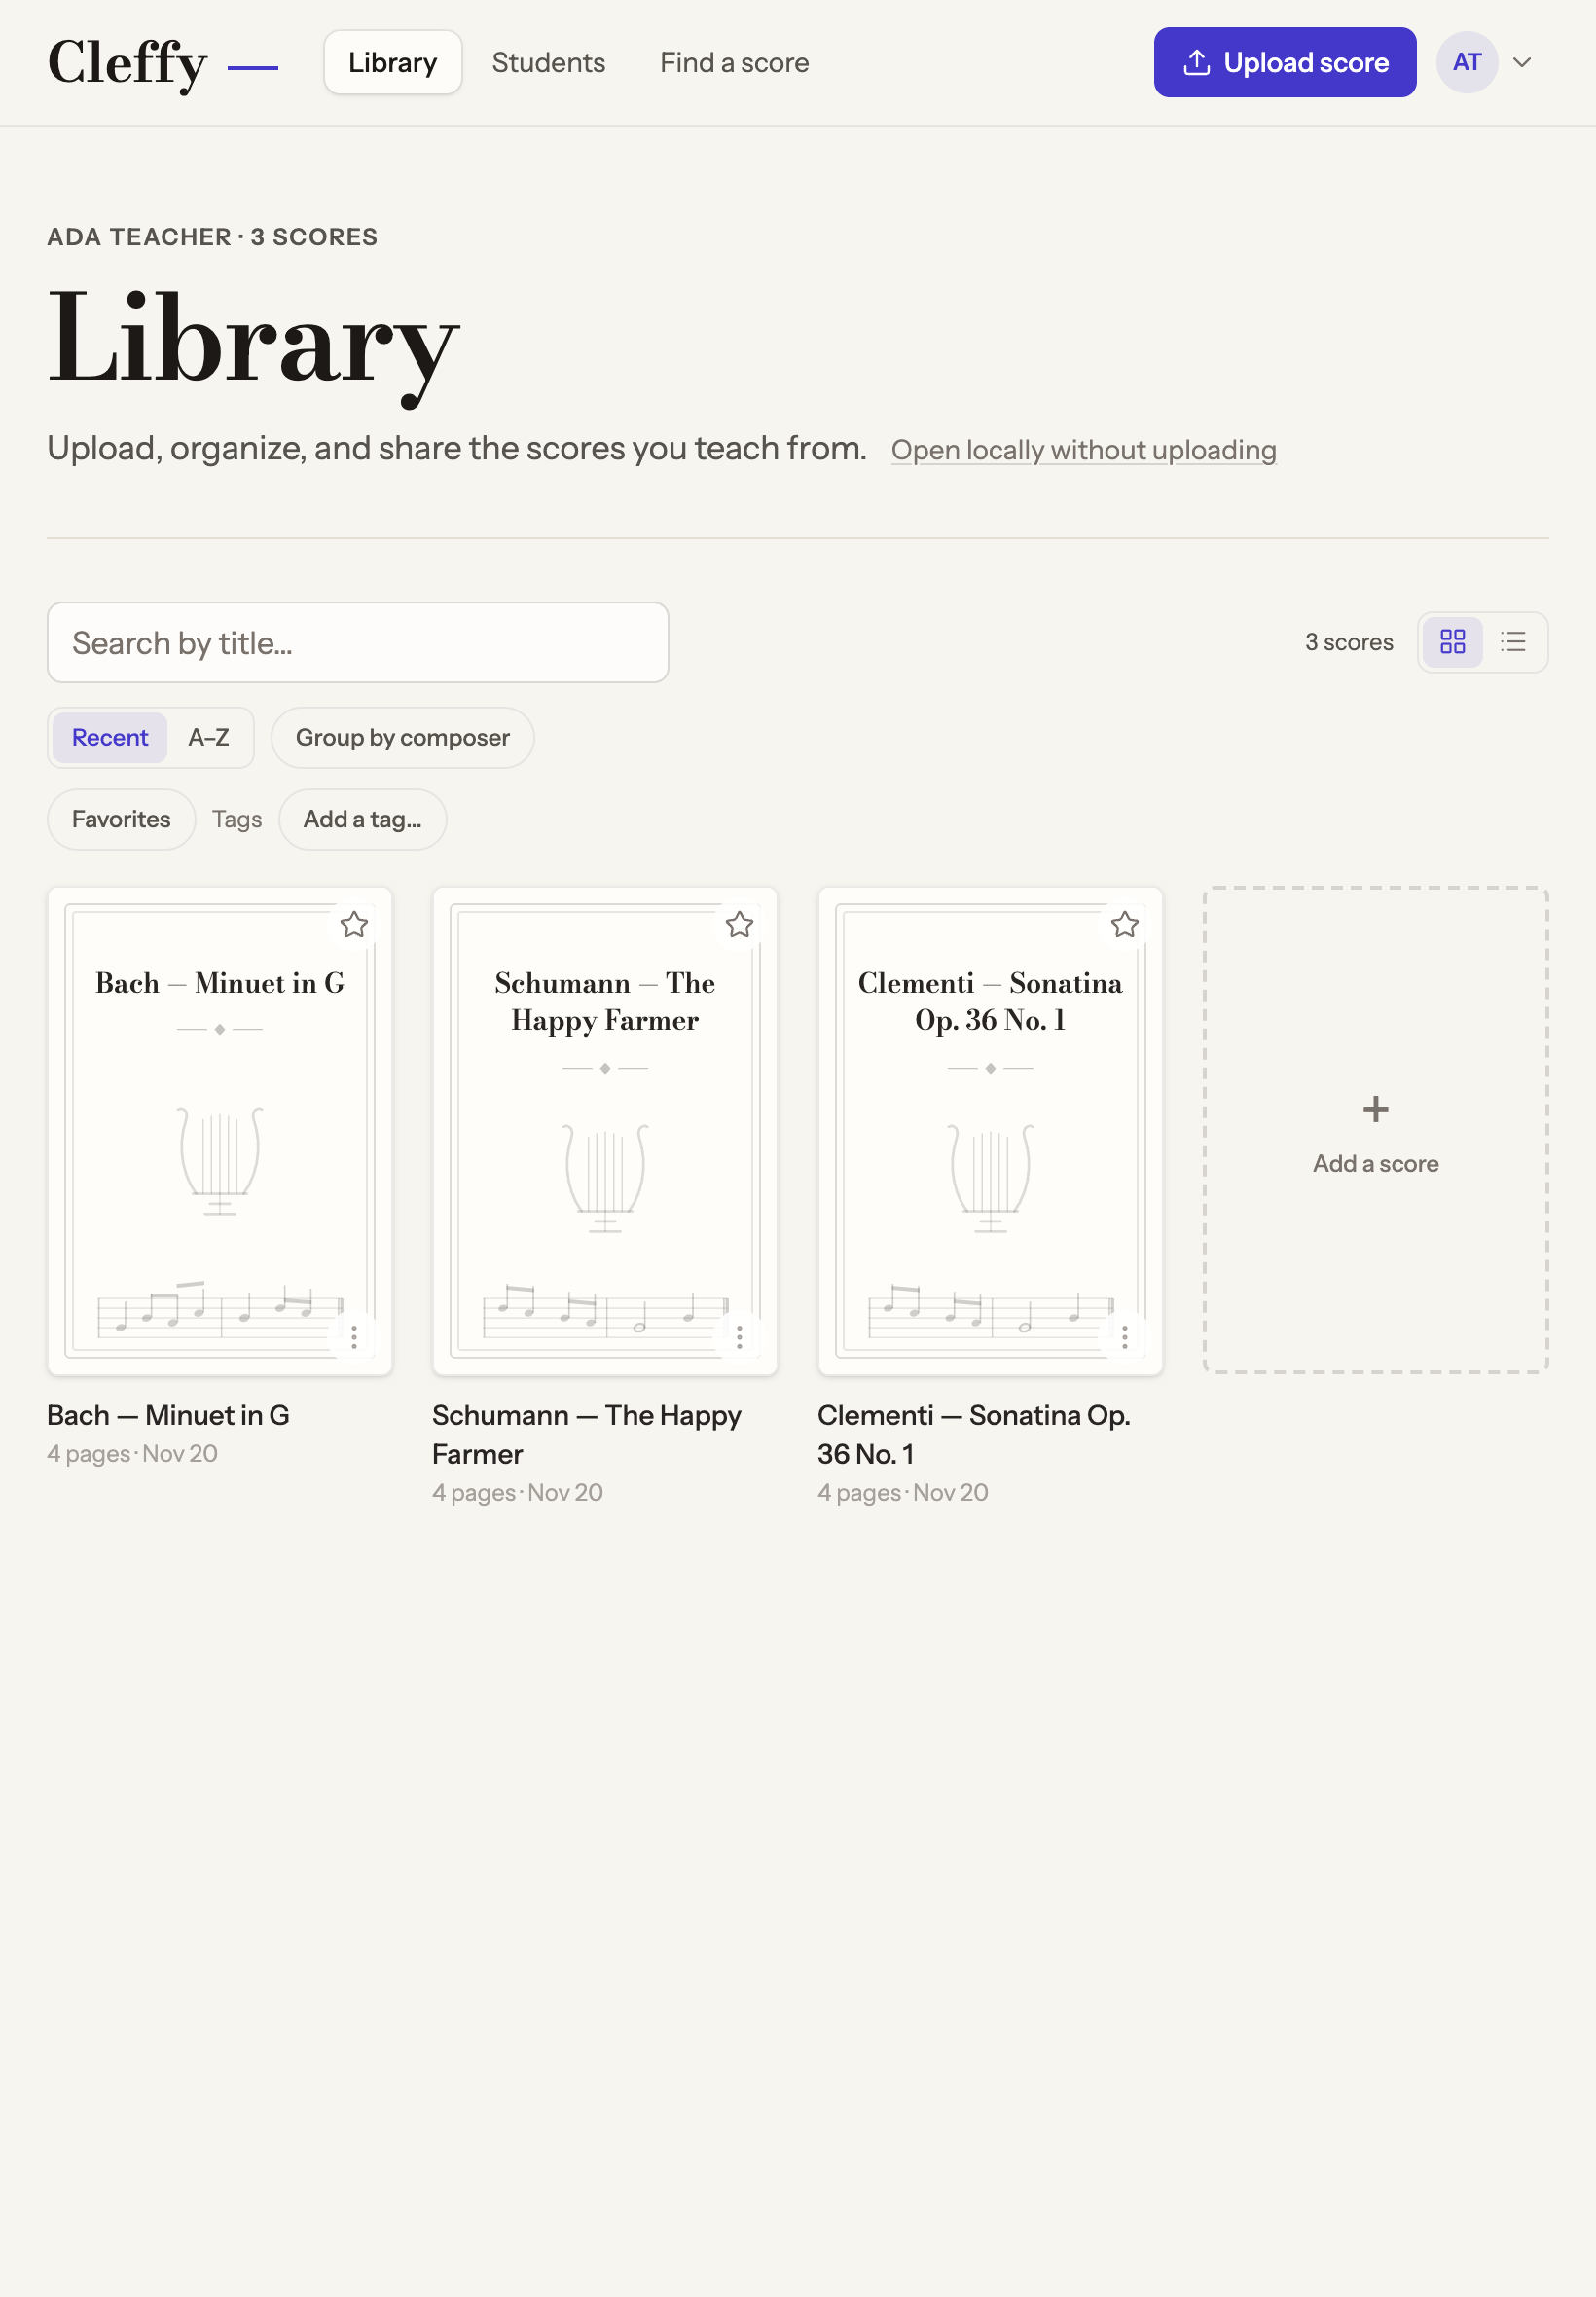 Cleffy
Library
Students
Find a score
Upload score
AT
ADA TEACHER · 3 SCORES
Library
Upload, organize, and share the scores you teach from.
Open locally without uploading
Search by title...
3 scores
Recent
A–Z
Group by composer
Favorites
Tags
Add a tag...
Bach — Minuet in G
Schumann — The
Happy Farmer
Clementi — Sonatina
Op. 36 No. 1
+
Add a score
Bach — Minuet in G
4 pages · Nov 20
Schumann — The Happy
Farmer
4 pages · Nov 20
Clementi — Sonatina Op.
36 No. 1
4 pages · Nov 20